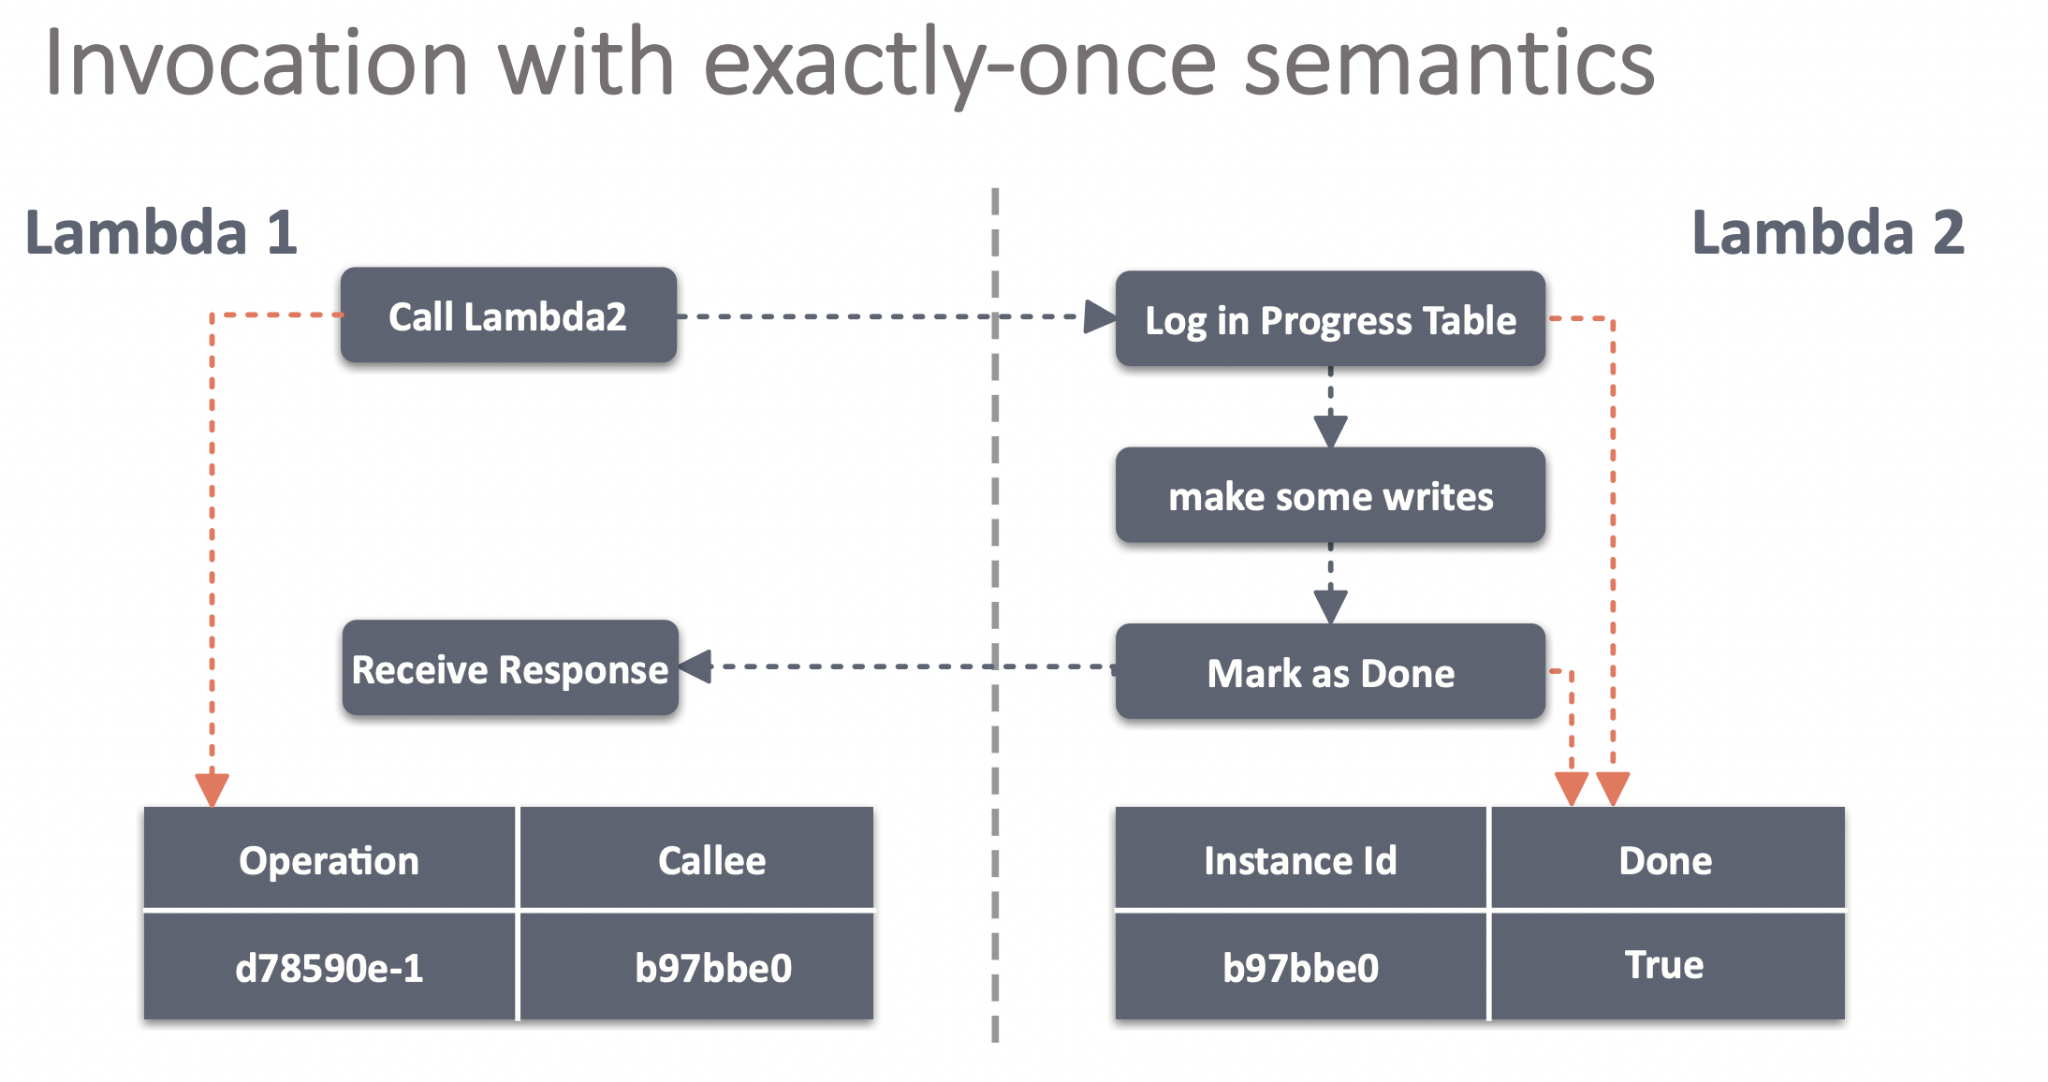 Invocation with exactly-once semantics
Lambda 1
Lambda 2
Call Lambda2
Log in Progress Table
make some writes
Receive Response
Mark as Done
Operation
Callee
d78590e-1
b97bbe0
Instance Id
Done
b97bbe0
True